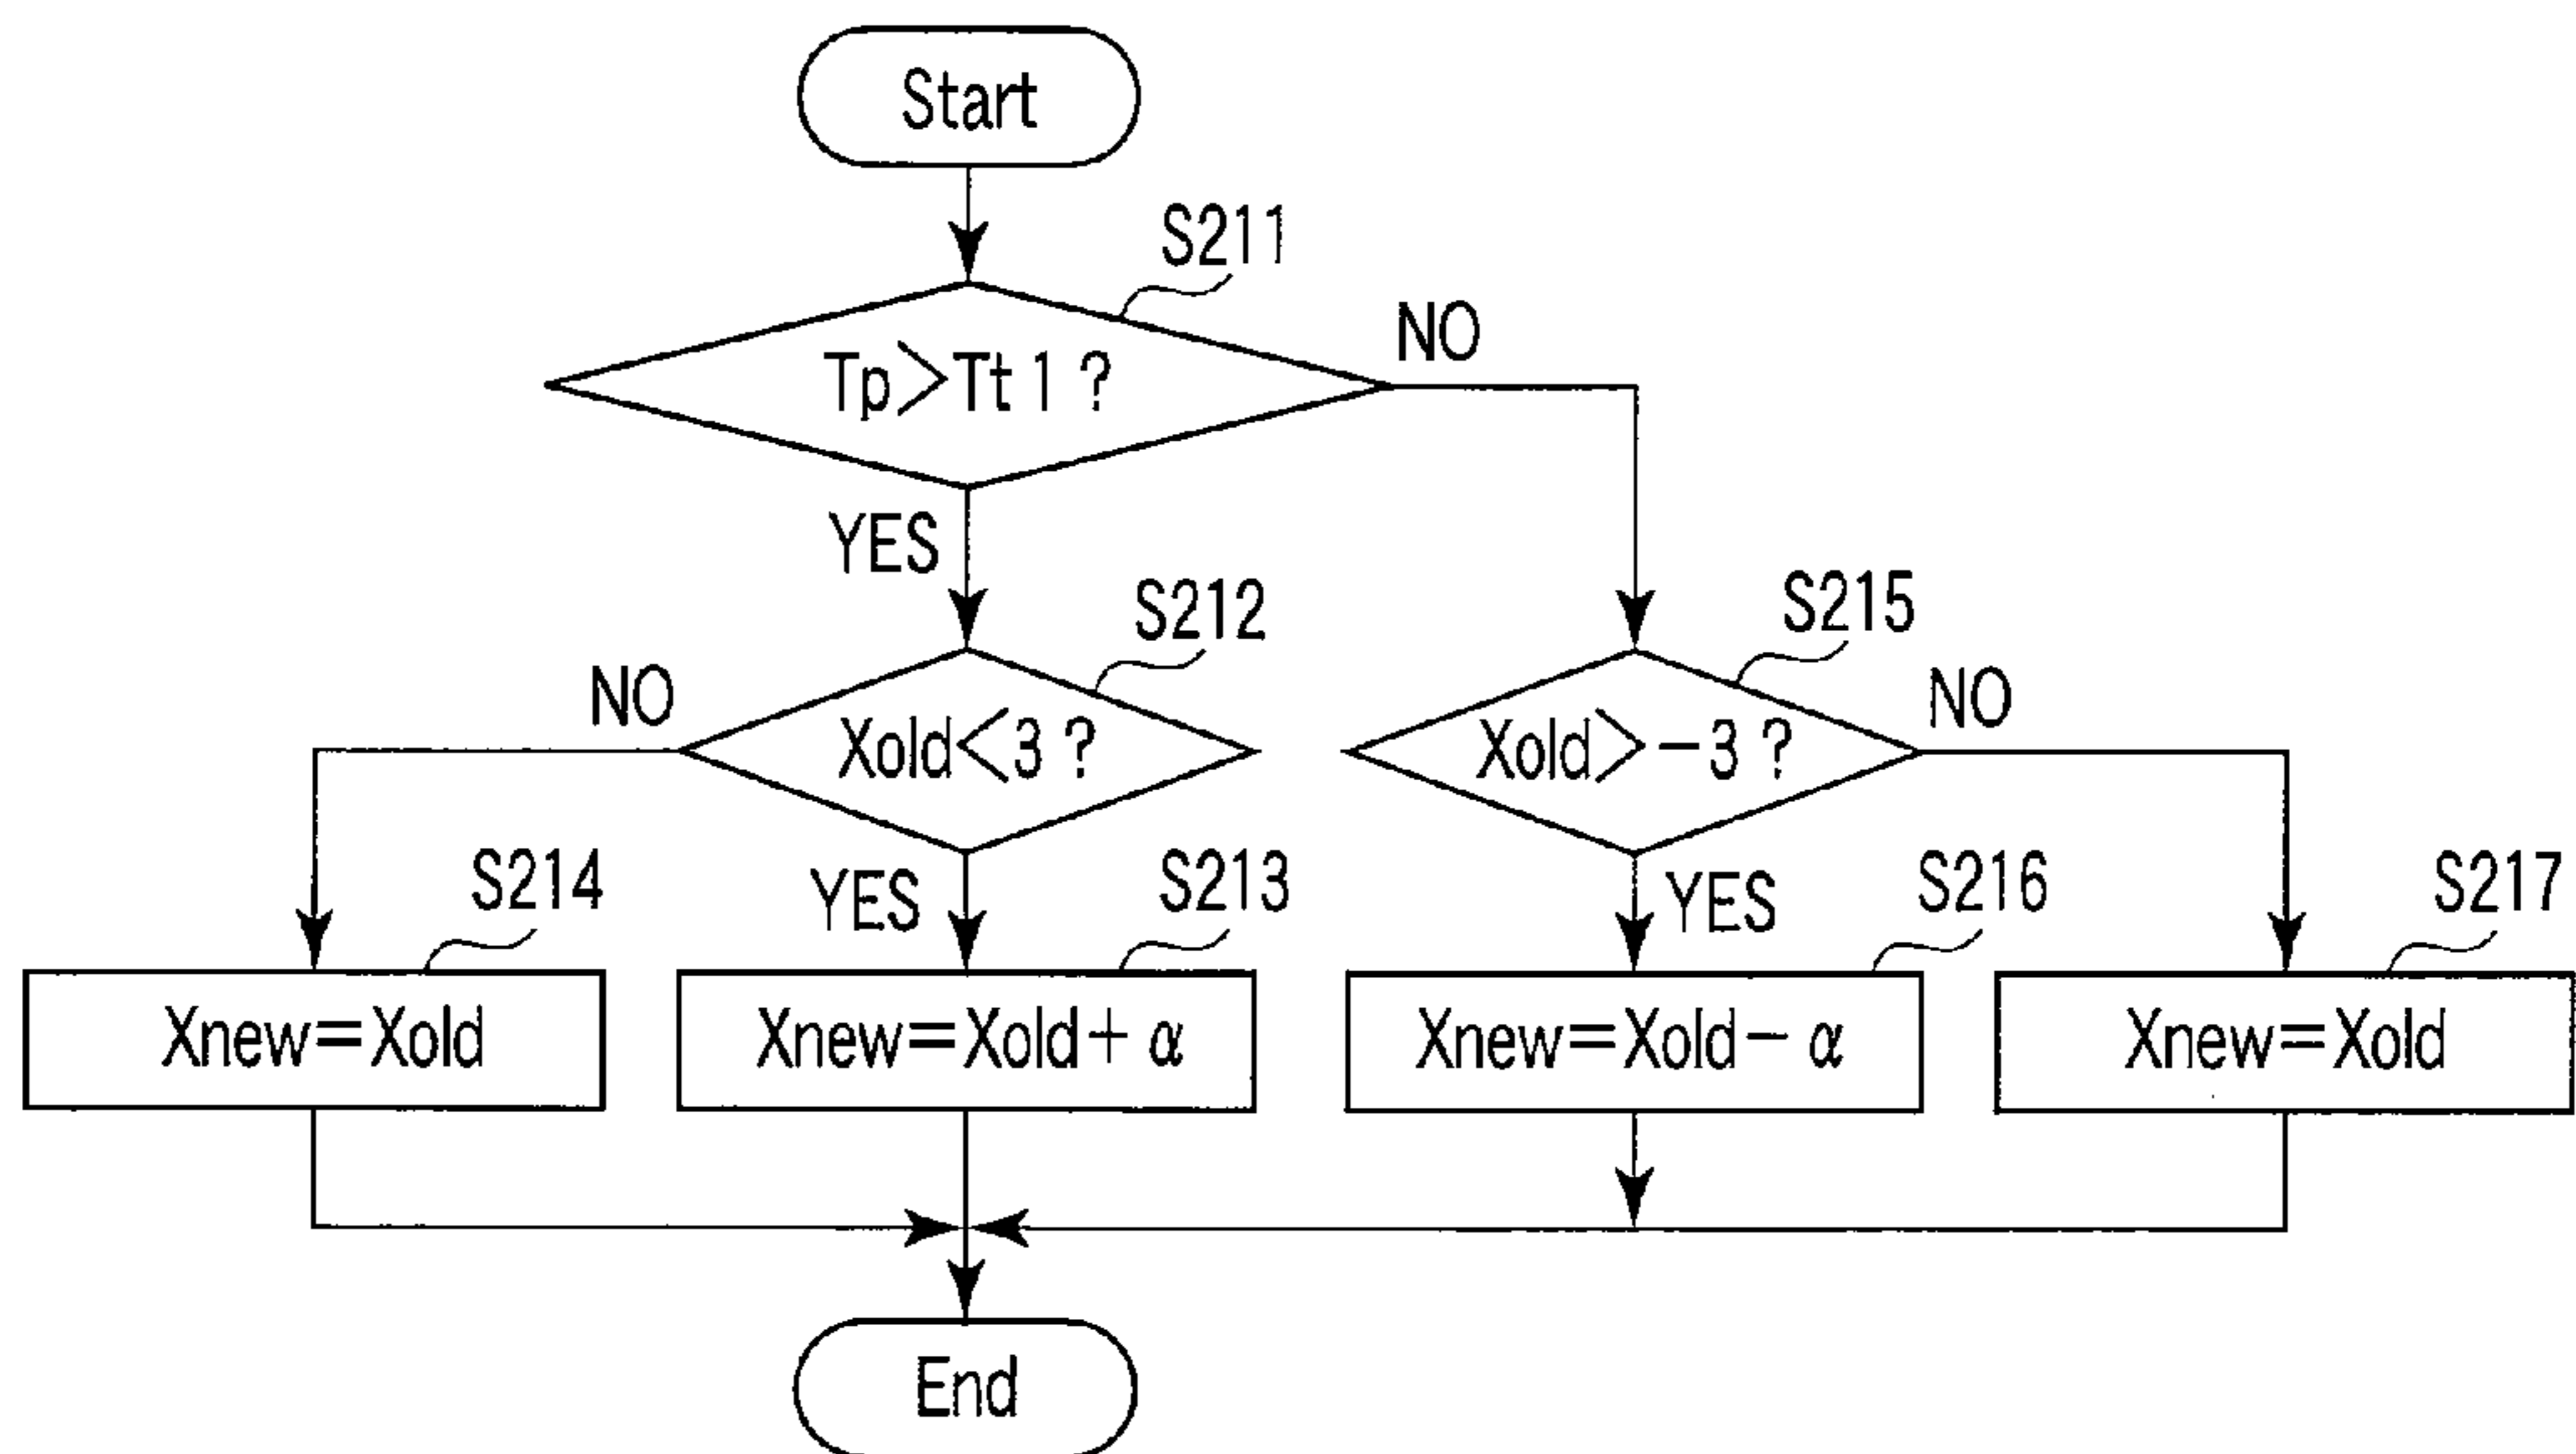 Start
S211
Tp>Tt1?
NO
YES
S212
S215
NO
Xold<3?
Xold>-3?
NO
S214
YES
S213
YES
S216
S217
Xnew=Xold
Xnew=Xold+α
Xnew=Xold-α
Xnew=Xold
End